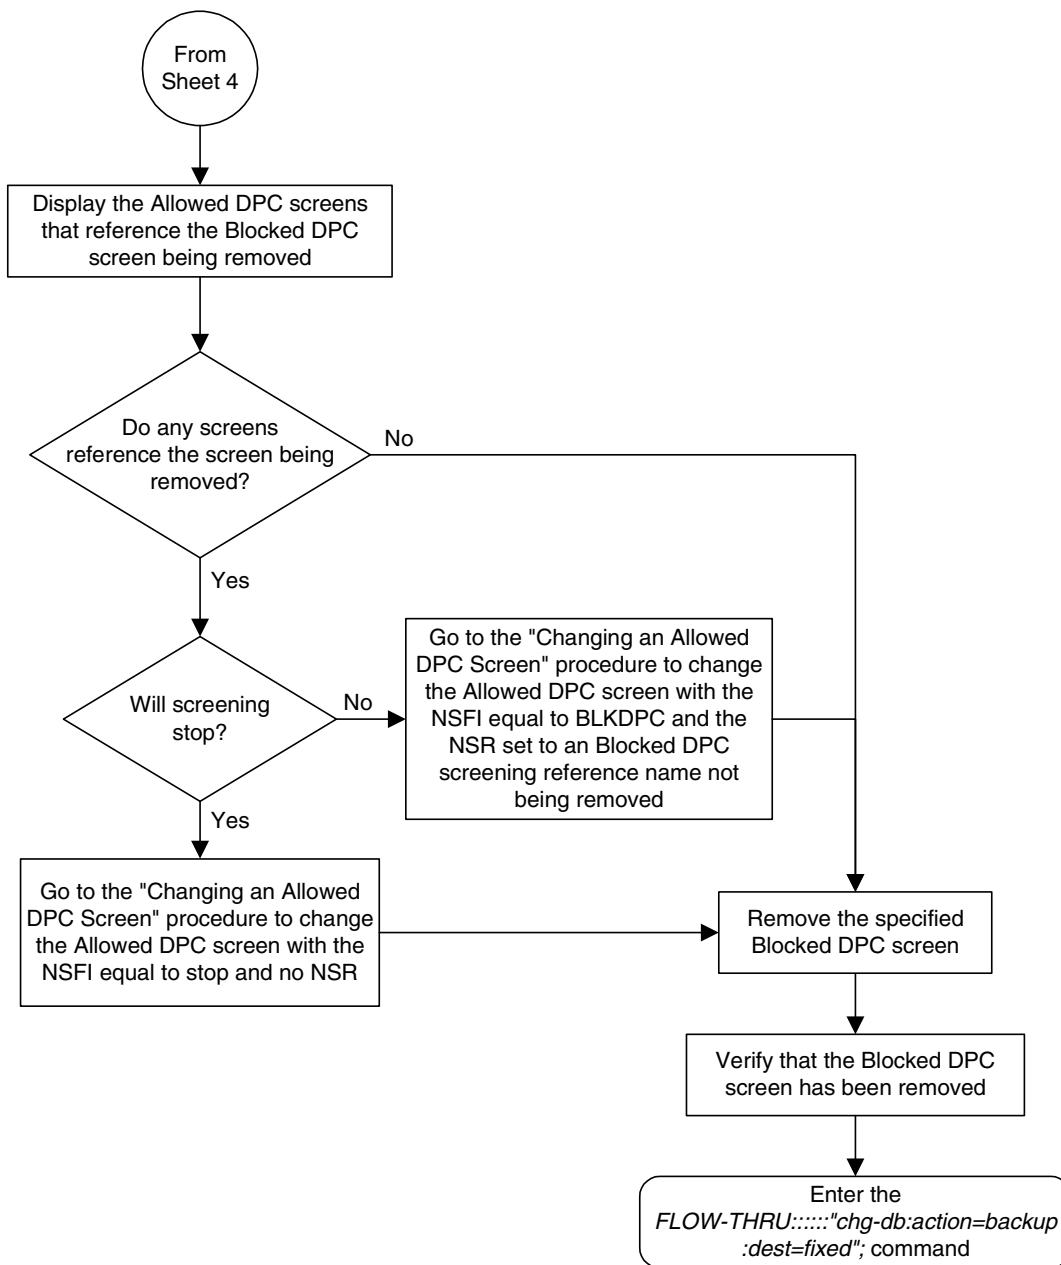 From
Sheet 4
Display the Allowed DPC screens
that reference the Blocked DPC
screen being removed
Do any screens
reference the screen being
removed?
No
Yes
Will screening
stop?
No
Go to the "Changing an Allowed
DPC Screen" procedure to change
the Allowed DPC screen with the
NSFI equal to BLKDPC and the
NSR set to an Blocked DPC
screening reference name not
being removed
Yes
Go to the "Changing an Allowed
DPC Screen" procedure to change
the Allowed DPC screen with the
NSFI equal to stop and no NSR
Remove the specified
Blocked DPC screen
Verify that the Blocked DPC
screen has been removed
Enter the
FLOW-THRU::::::"chg-db:action=backup
:dest=fixed"; command